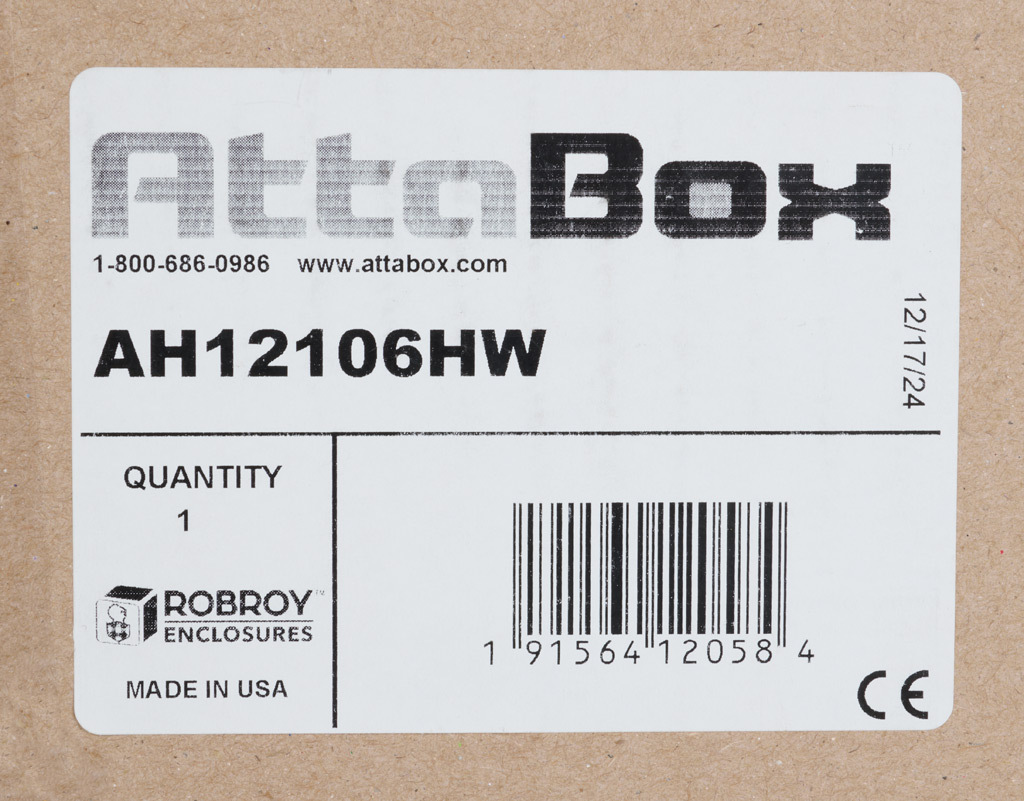 AttaBox
1-800-686-0986 www.attabox.com
AH12106HW
12/17/24
QUANTITY
1
ROBROY™
ENCLOSURES
MADE IN USA
1 91564 12058 4
CE